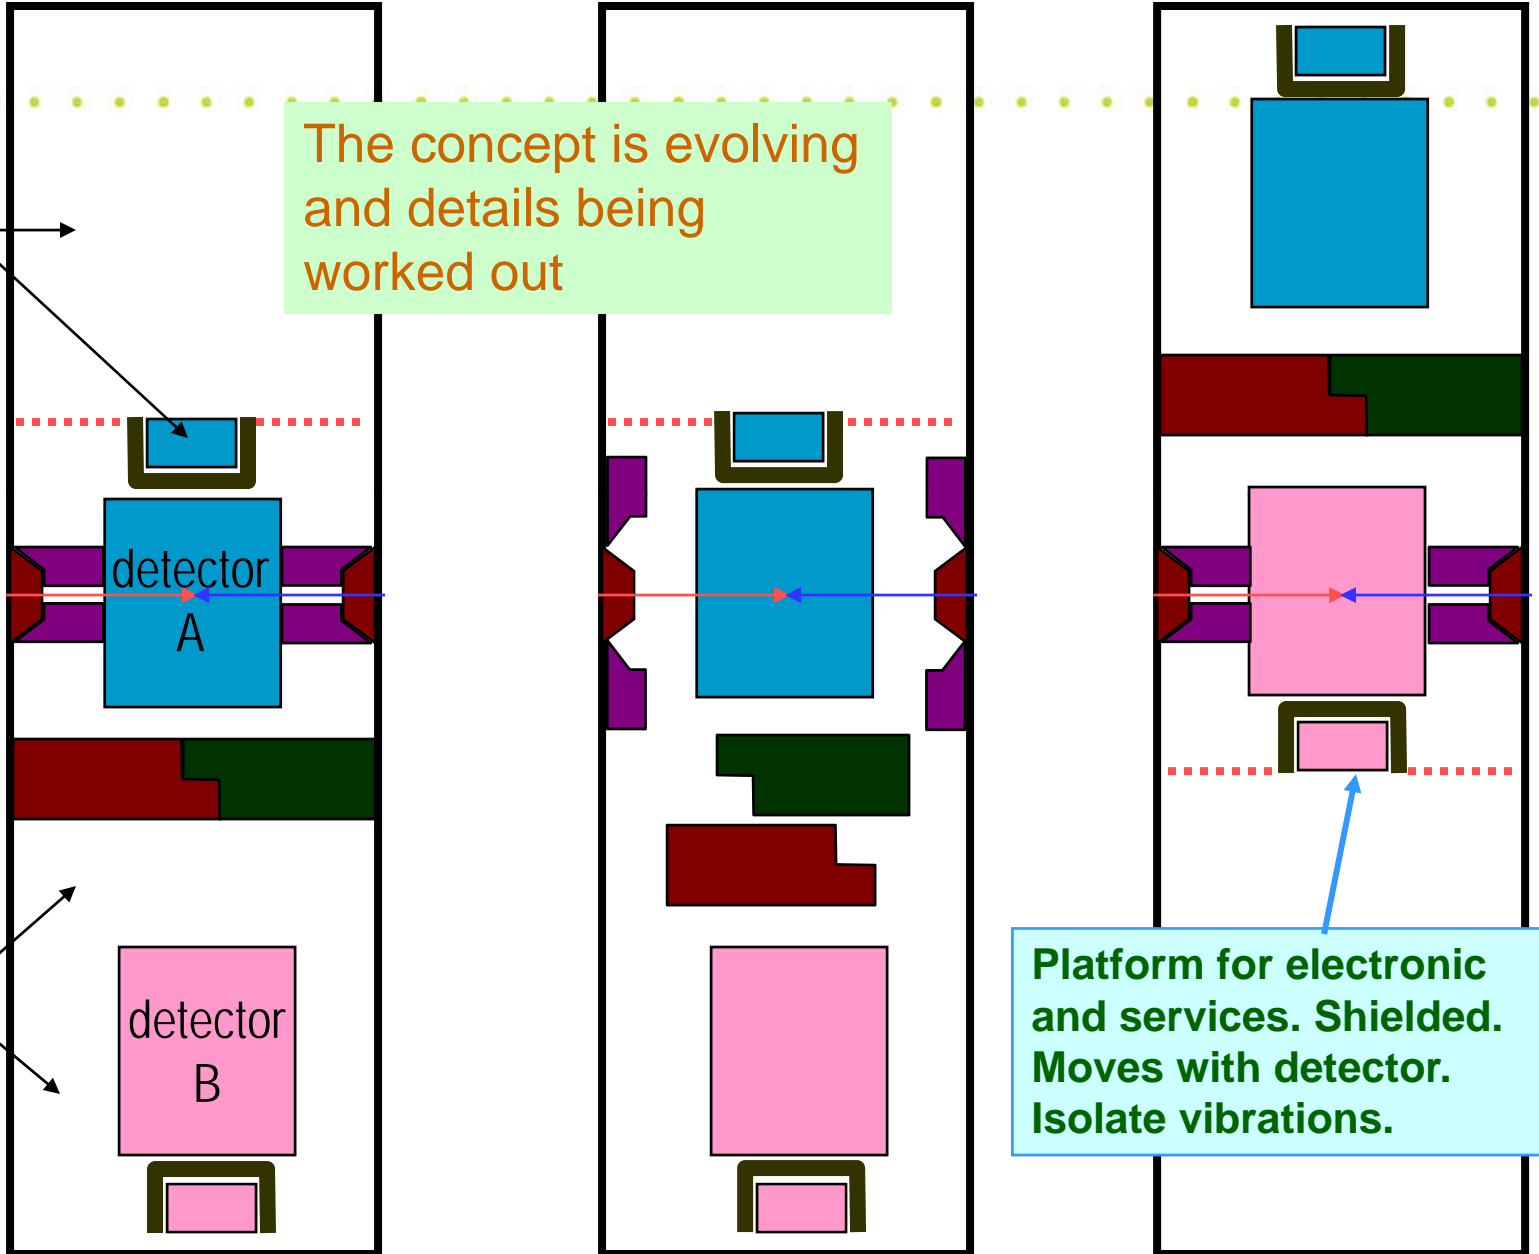 The concept is evolving
and details being
worked out
detector
A
detector
B
Platform for electronic
and services. Shielded.
Moves with detector.
Isolate vibrations.